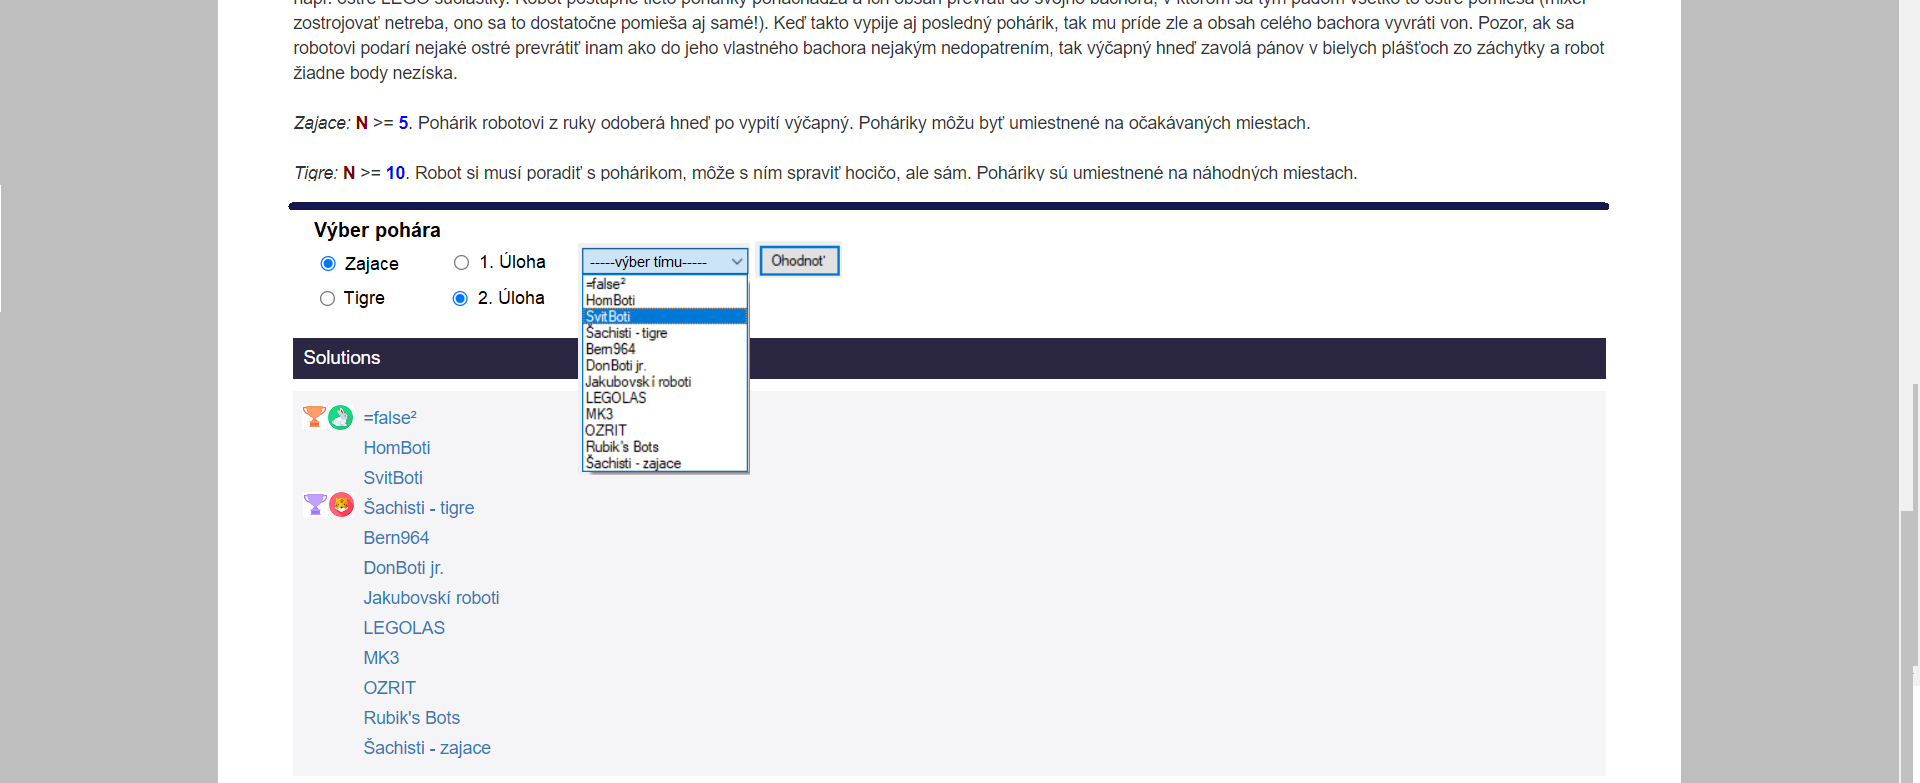 zostrojovať netreba, ono sa to dostatočne pomieša aj samé!). Keď takto vypije aj posledný pohárik, tak mu príde zle a obsah celého bachora vyvráti von. Pozor, ak sa
robotovi podarí nejaké ostré prevrátiť inam ako do jeho vlastného bachora nejakým nedopatrením, tak výčapný hneď zavolá pánov v bielych plášťoch zo záchytky a robot
žiadne body nezíska.
Zajace: N >= 5. Pohárik robotovi z ruky odoberá hneď po vypití výčapný. Poháriky môžu byť umiestnené na očakávaných miestach.
Tigre: N >= 10. Robot si musí poradiť s pohárikom, môže s ním spraviť hocičo, ale sám. Poháriky sú umiestnené na náhodných miestach.
Výber pohára
Zajace 1. Úloha -----výber tímu----- Ohodnoť
Tigre 2. Úloha
=false²
HomBoti
SvitBoti
Šachisti - tigre
Bern964
DonBoti jr.
Jakubovskí roboti
LEGOLAS
MK3
OZRIT
Rubik's Bots
Šachisti - zajace
Solutions
=false²
HomBoti
SvitBoti
Šachisti - tigre
Bern964
DonBoti jr.
Jakubovskí roboti
LEGOLAS
MK3
OZRIT
Rubik's Bots
Šachisti - zajace